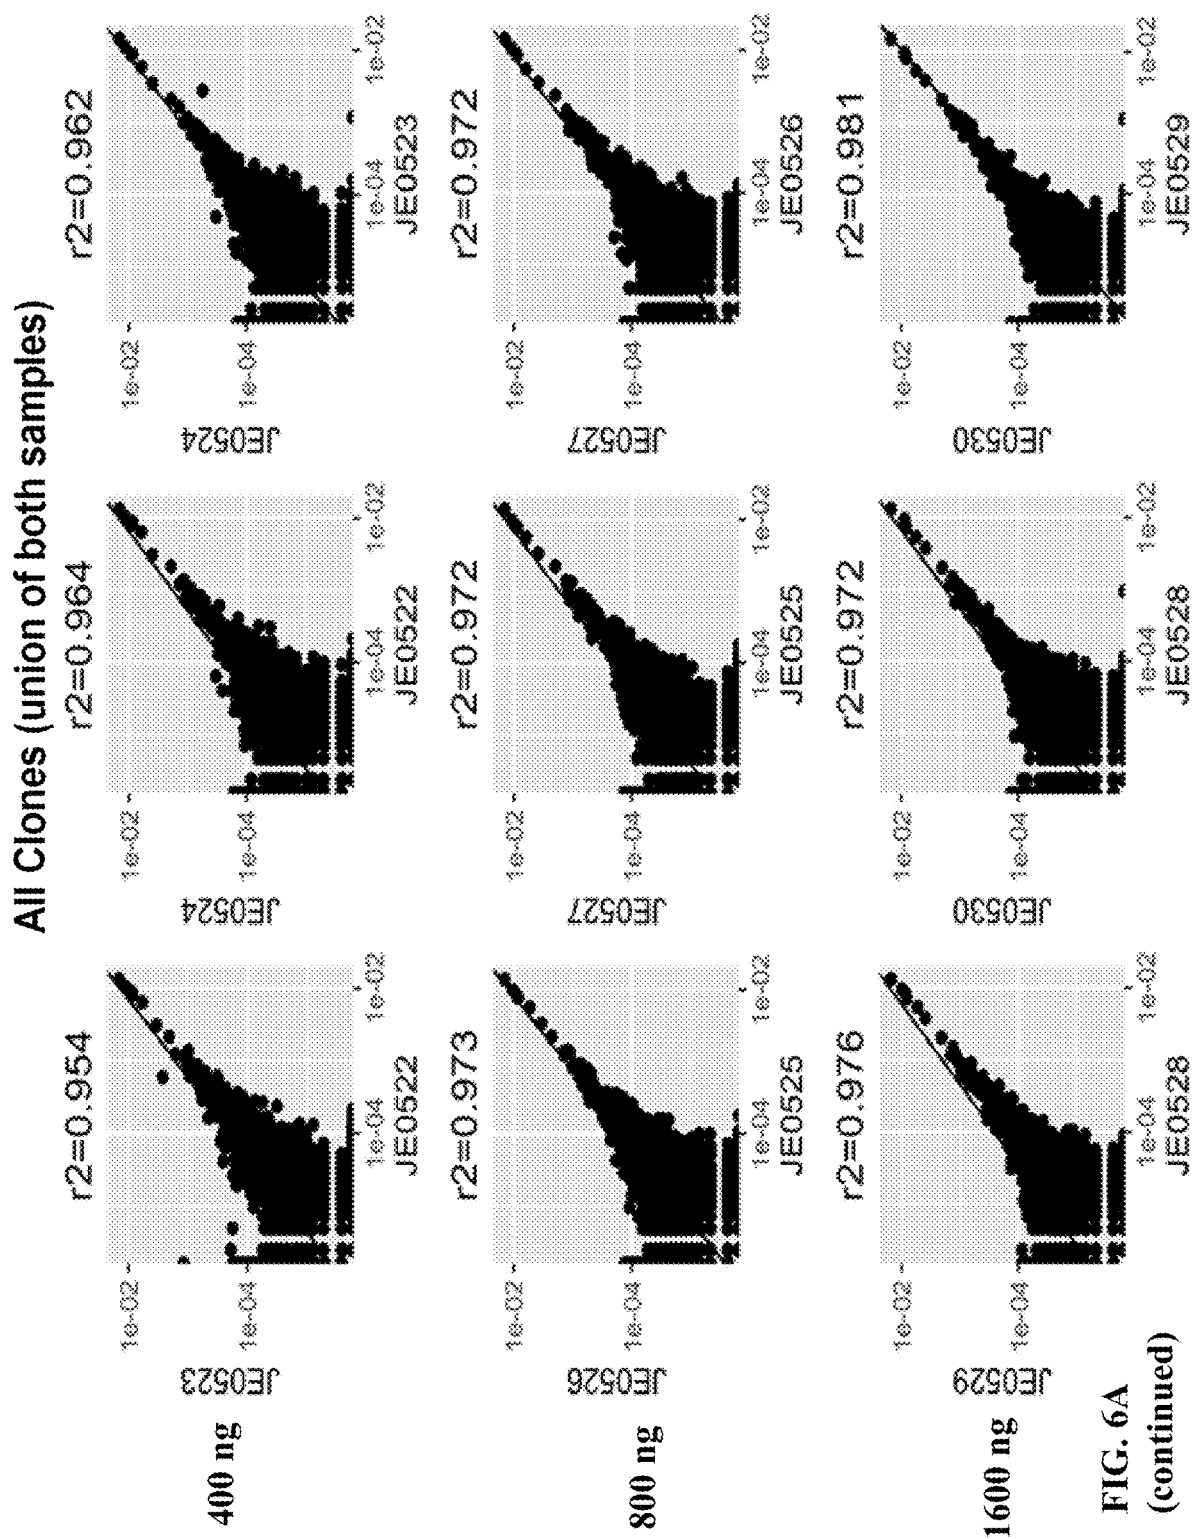 All Clones (union of both samples)
400 ng
r2=0.954
JE0523
1e-02
1e-04
1e-04
1e-02
JE0522
r2=0.964
JE0524
1e-02
1e-04
1e-04
1e-02
JE0522
r2=0.962
JE0524
1e-02
1e-04
1e-04
1e-02
JE0523
800 ng
r2=0.973
JE0526
1e-02
1e-04
1e-04
1e-02
JE0525
r2=0.972
JE0527
1e-02
1e-04
1e-04
1e-02
JE0525
r2=0.972
JE0527
1e-02
1e-04
1e-04
1e-02
JE0526
1600 ng
r2=0.976
JE0529
1e-02
1e-04
1e-04
1e-02
JE0528
r2=0.972
JE0530
1e-02
1e-04
1e-04
1e-02
JE0528
r2=0.981
JE0530
1e-02
1e-04
1e-04
1e-02
JE0529
FIG. 6A
(continued)